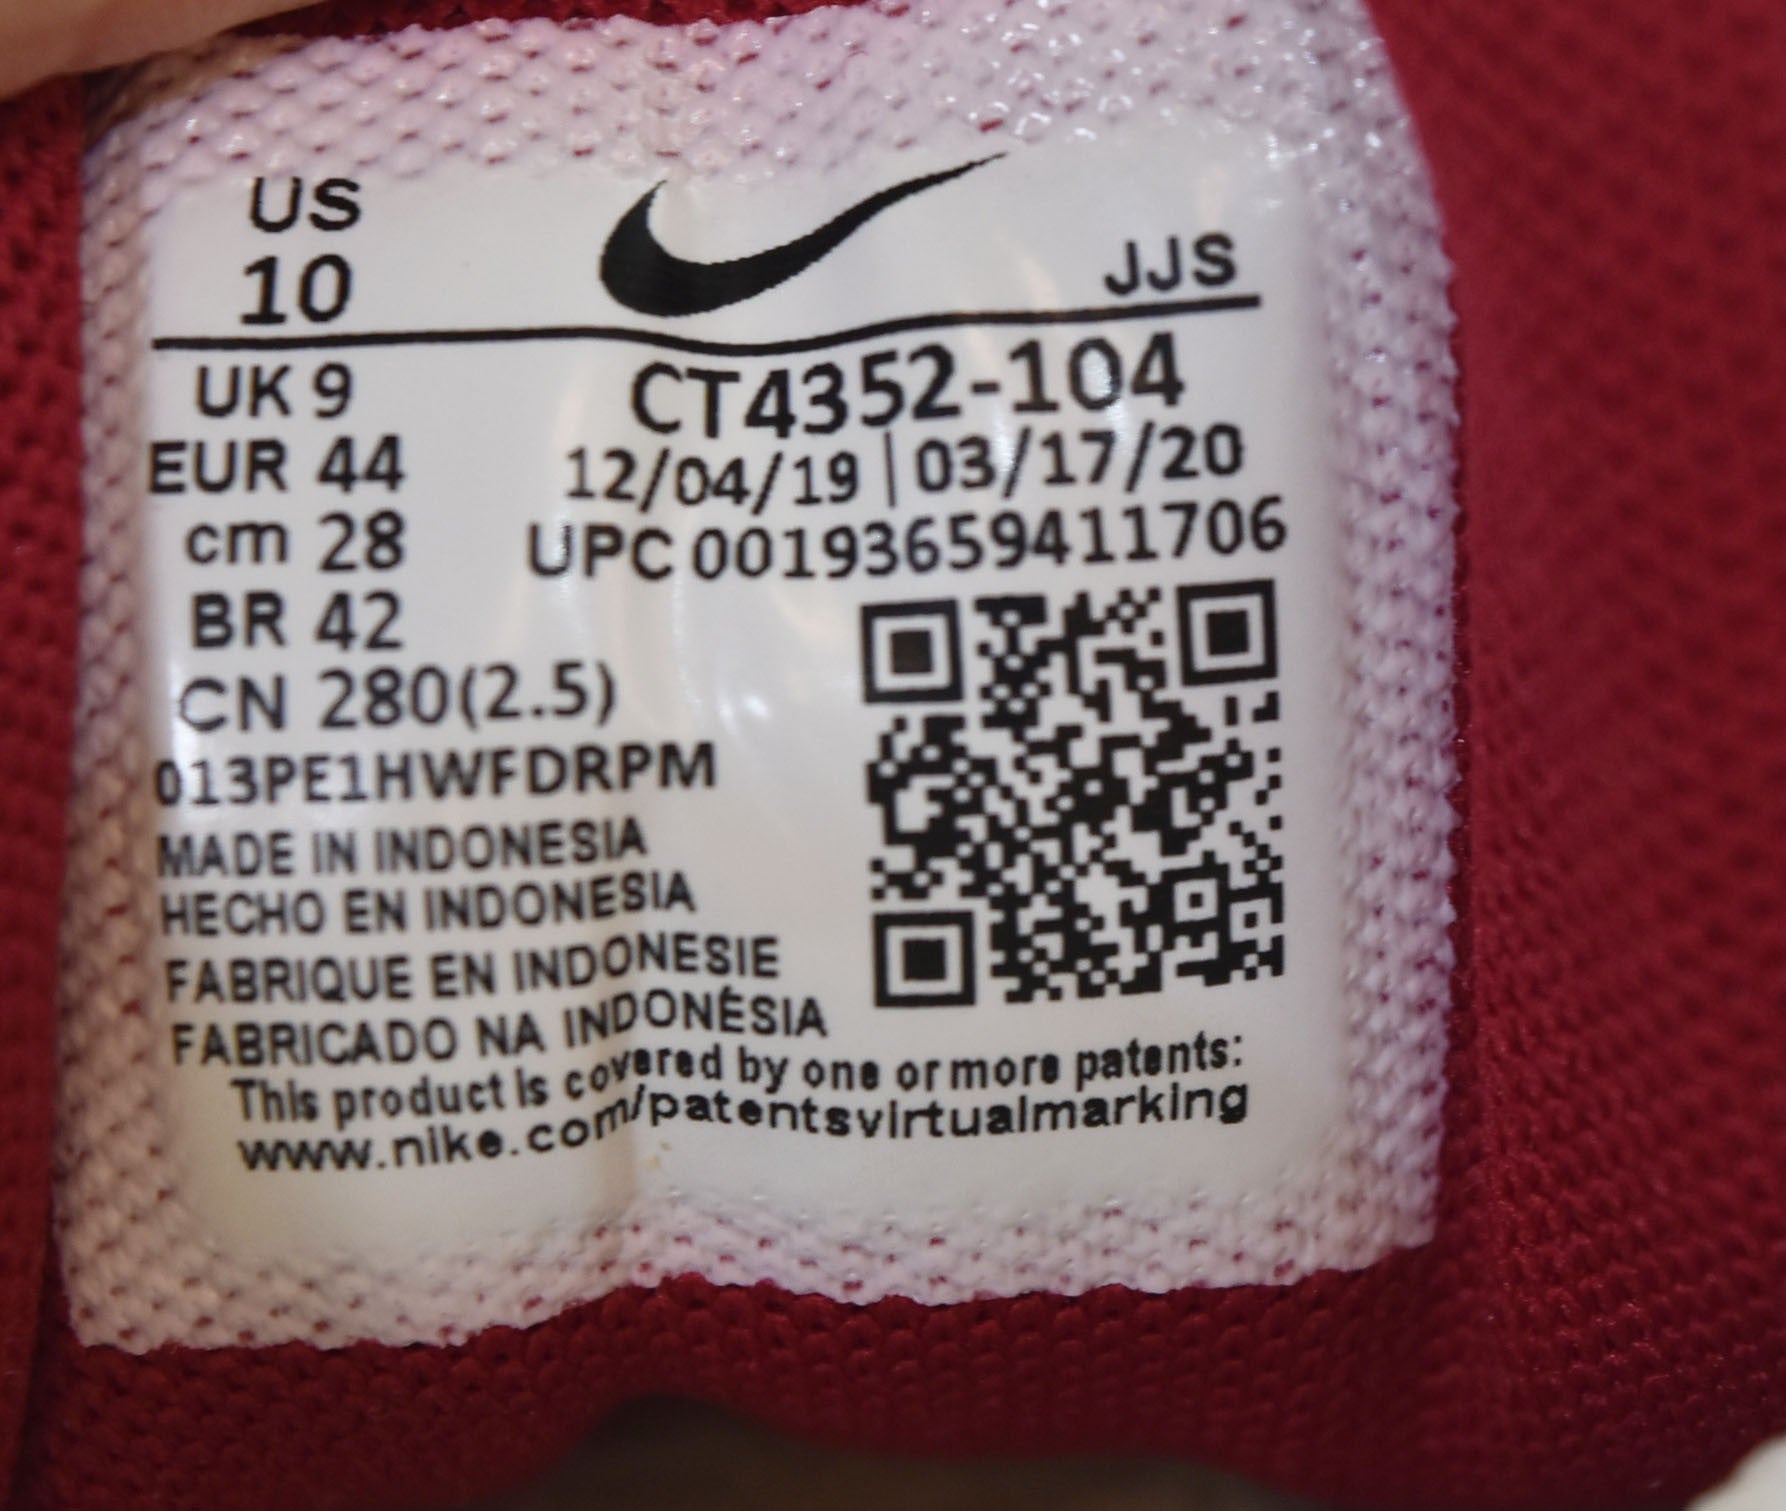 US
10
JJS
UK 9
EUR 44
cm 28
BR 42
CN 280(2.5)
CT4352-104
12/04/19 | 03/17/20
UPC 00193659411706
013PE1HWFDRPM
MADE IN INDONESIA
HECHO EN INDONESIA
FABRIQUE EN INDONESIE
FABRICADO NA INDONÉSIA
This product is covered by one or more patents:
www.nike.com/patentsvirtualmarking